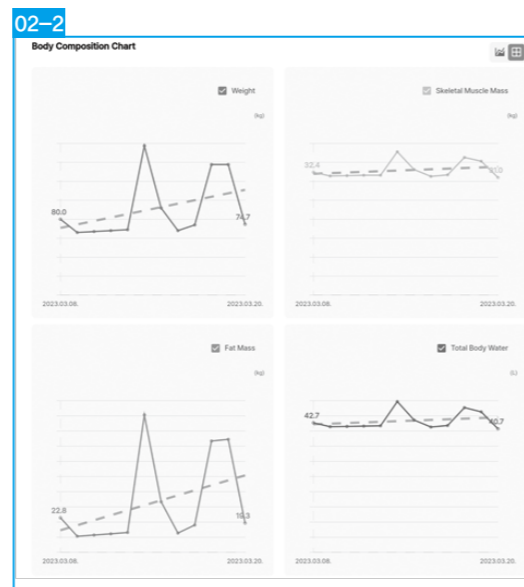 02-2
Body Composition Chart
Weight
(kg)
80.0
74.7
2023.03.08.
2023.03.20.
Skeletal Muscle Mass
(kg)
32.4
2023.03.08.
2023.03.20.
Fat Mass
(kg)
22.8
19.3
2023.03.08.
2023.03.20.
Total Body Water
(L)
42.7
40.7
2023.03.08.
2023.03.20.